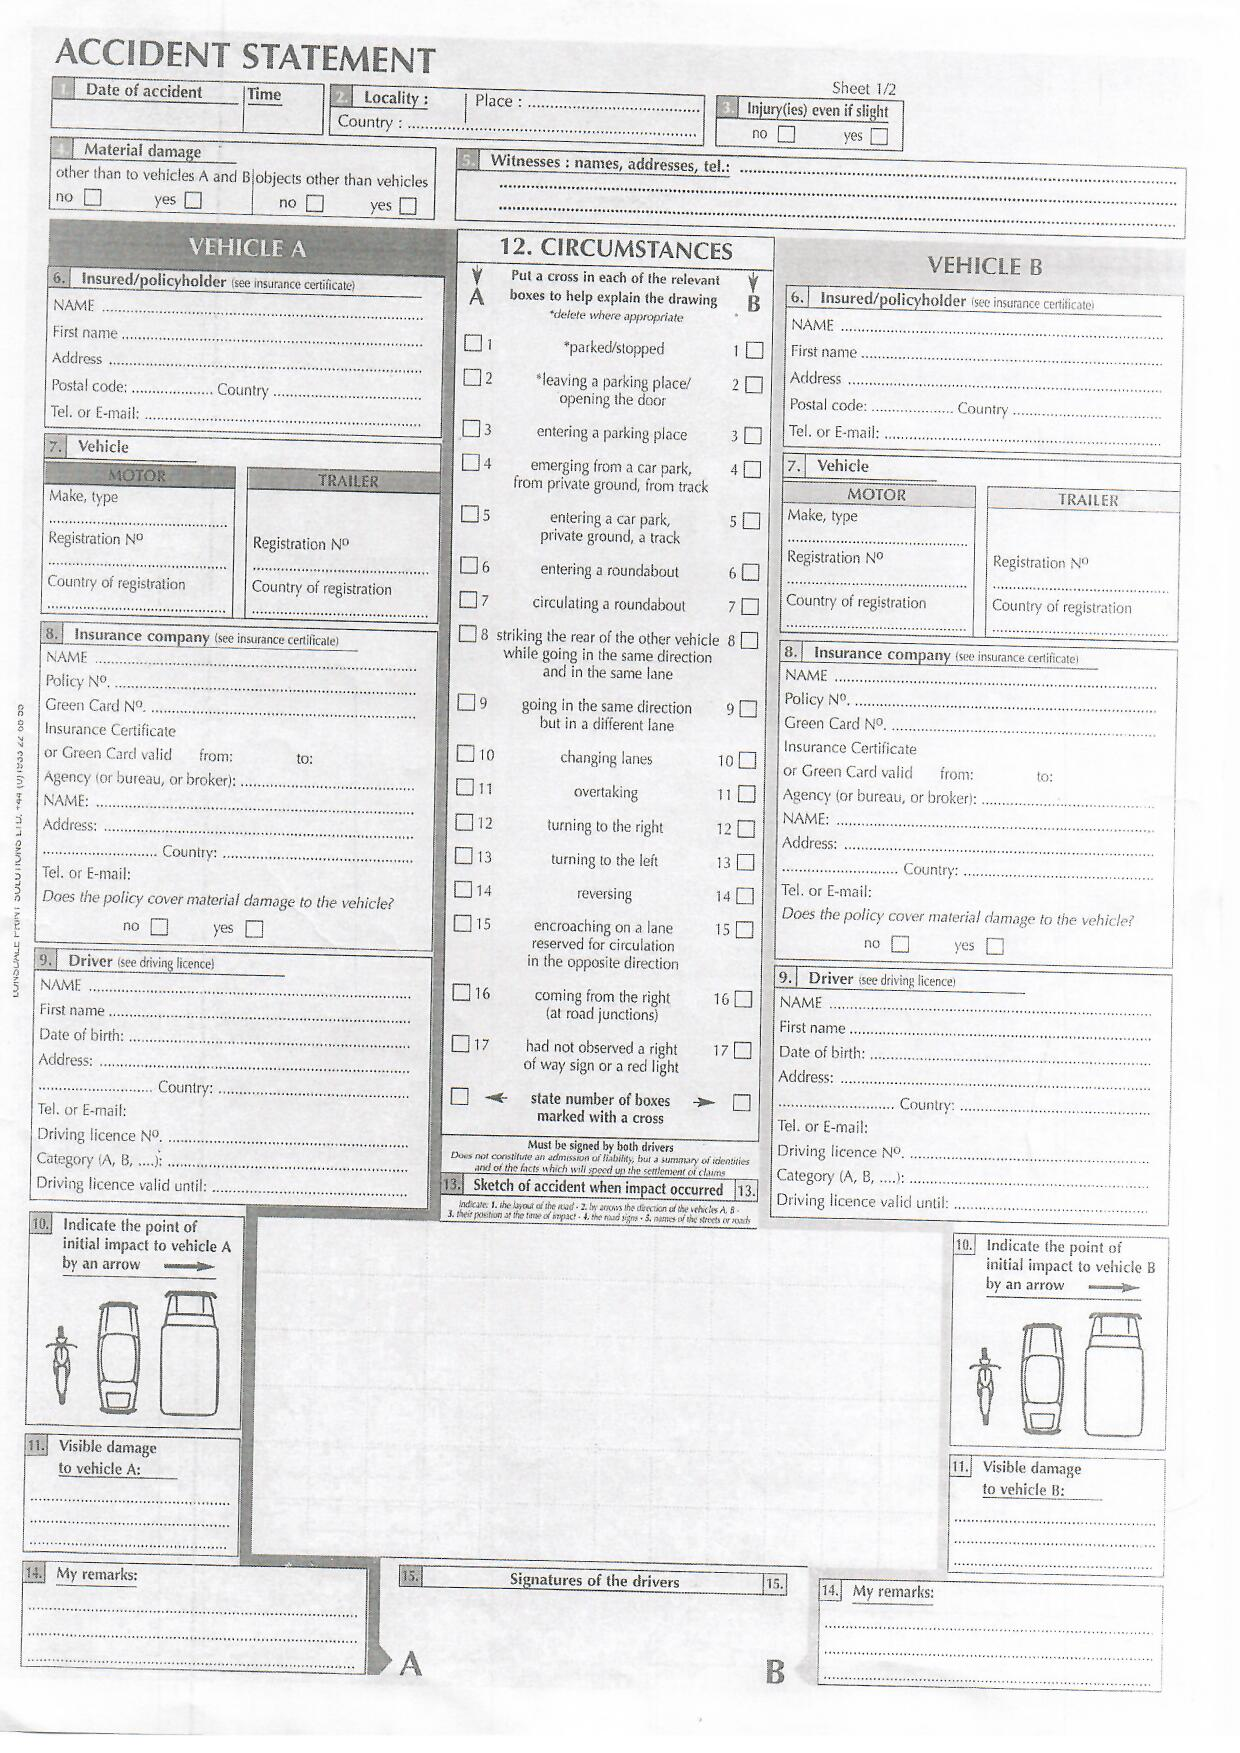 ACCIDENT STATEMENT
Sheet 1/2
1. Date of accident Time
2. Locality : Place :
Country :
3. Injury(ies) even if slight
no yes
4. Material damage
other than to vehicles A and B objects other than vehicles
no yes no yes
5. Witnesses : names, addresses, tel.:
VEHICLE A
6. Insured/policyholder (see insurance certificate)
NAME
First name
Address
Postal code: Country
Tel. or E-mail:
7. Vehicle
MOTOR TRAILER
Make, type
Registration Nº Registration Nº
Country of registration Country of registration
8. Insurance company (see insurance certificate)
NAME
Policy Nº.
Green Card Nº.
Insurance Certificate
or Green Card valid from: to:
Agency (or bureau, or broker):
NAME:
Address:
Country:
Tel. or E-mail:
Does the policy cover material damage to the vehicle?
no yes
9. Driver (see driving licence)
NAME
First name
Date of birth:
Address:
Country:
Tel. or E-mail:
Driving licence Nº.
Category (A, B, ....):
Driving licence valid until:
10. Indicate the point of
initial impact to vehicle A
by an arrow
11. Visible damage
to vehicle A:
14. My remarks:
12. CIRCUMSTANCES
A Put a cross in each of the relevant B
boxes to help explain the drawing
*delete where appropriate
1 *parked/stopped 1
2 *leaving a parking place/ 2
opening the door
3 entering a parking place 3
4 emerging from a car park, 4
from private ground, from track
5 entering a car park, 5
private ground, a track
6 entering a roundabout 6
7 circulating a roundabout 7
8 striking the rear of the other vehicle 8
while going in the same direction
and in the same lane
9 going in the same direction 9
but in a different lane
10 changing lanes 10
11 overtaking 11
12 turning to the right 12
13 turning to the left 13
14 reversing 14
15 encroaching on a lane 15
reserved for circulation
in the opposite direction
16 coming from the right 16
(at road junctions)
17 had not observed a right 17
of way sign or a red light
state number of boxes
marked with a cross
Must be signed by both drivers
Does not constitute an admission of liability, but a summary of identities
and of the facts which will speed up the settlement of claims
13. Sketch of accident when impact occurred 13.
Indicate: 1. the layout of the road - 2. by arrows the direction of the vehicles A, B -
3. their position at the time of impact - 4. the road signs - 5. names of the streets or roads
15. Signatures of the drivers 15.
A B
VEHICLE B
6. Insured/policyholder (see insurance certificate)
NAME
First name
Address
Postal code: Country
Tel. or E-mail:
7. Vehicle
MOTOR TRAILER
Make, type
Registration Nº Registration Nº
Country of registration Country of registration
8. Insurance company (see insurance certificate)
NAME
Policy Nº.
Green Card Nº.
Insurance Certificate
or Green Card valid from: to:
Agency (or bureau, or broker):
NAME:
Address:
Country:
Tel. or E-mail:
Does the policy cover material damage to the vehicle?
no yes
9. Driver (see driving licence)
NAME
First name
Date of birth:
Address:
Country:
Tel. or E-mail:
Driving licence Nº.
Category (A, B, ....):
Driving licence valid until:
10. Indicate the point of
initial impact to vehicle B
by an arrow
11. Visible damage
to vehicle B:
14. My remarks: